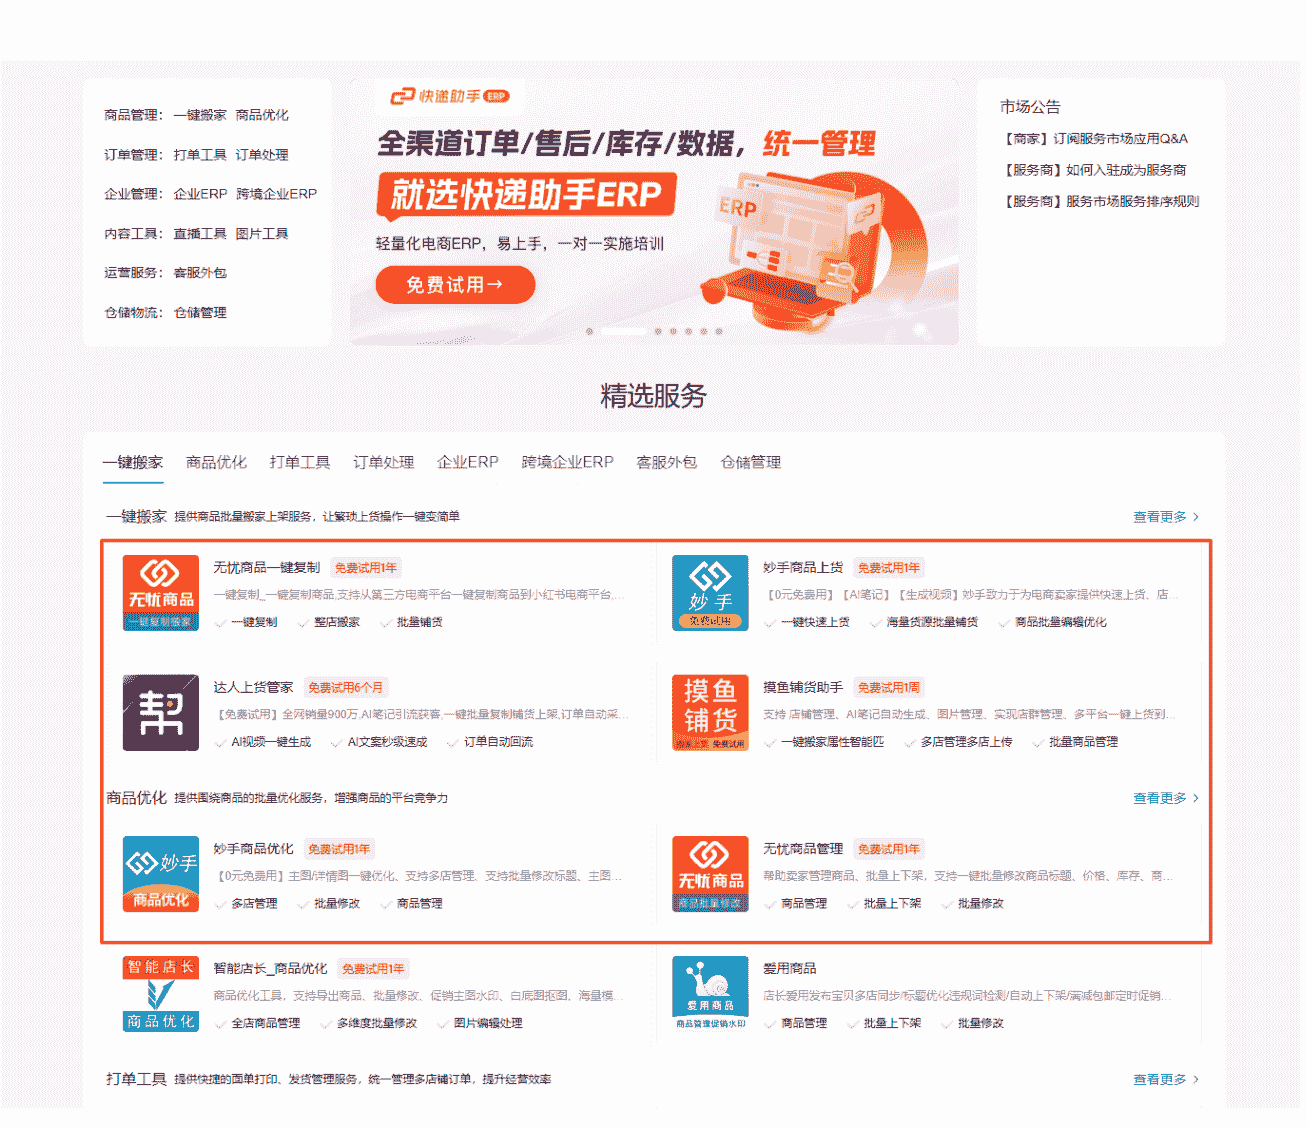 商品管理： 一键搬家 商品优化
订单管理： 打单工具 订单处理
企业管理： 企业ERP 跨境企业ERP
内容工具： 直播工具 图片工具
运营服务： 客服外包
仓储物流： 仓储管理
快递助手 ERP
全渠道订单/售后/库存/数据，统一管理
就选快递助手ERP
轻量化电商ERP，易上手，一对一实施培训
免费试用→
ERP
市场公告
【商家】订阅服务市场应用Q&A
【服务商】如何入驻成为服务商
【服务商】服务市场服务排序规则
精选服务
一键搬家 商品优化 打单工具 订单处理 企业ERP 跨境企业ERP 客服外包 仓储管理
一键搬家 提供商品批量搬家上架服务，让繁琐上货操作一键变简单 查看更多 >
无忧商品
一键复制搬家
无忧商品一键复制 免费试用1年
一键复制_一键复制商品,支持从第三方电商平台一键复制商品到小红书电商平台,...
一键复制 整店搬家 批量铺货
妙手
免费试用
妙手商品上货 免费试用1年
【0元免费用】【AI笔记】【生成视频】妙手致力于为电商卖家提供快速上货、店...
一键快速上货 海量货源批量铺货 商品批量编辑优化
帮
达人上货管家 免费试用6个月
【免费试用】全网销量900万,AI笔记引流获客,一键批量复制铺货上架,订单自动采...
AI视频一键生成 AI文案秒级速成 订单自动回流
摸鱼
铺货
搬家上货 免费试用
摸鱼铺货助手 免费试用1周
支持 店铺管理、AI笔记自动生成、图片管理、实现店群管理、多平台一键上货到...
一键搬家属性智能匹 多店管理多店上传 批量商品管理
商品优化 提供围绕商品的批量优化服务，增强商品的平台竞争力 查看更多 >
妙手
商品优化
妙手商品优化 免费试用1年
【0元免费用】主图/详情图一键优化、支持多店管理、支持批量修改标题、主图...
多店管理 批量修改 商品管理
无忧商品
商品批量修改
无忧商品管理 免费试用1年
帮助卖家管理商品、批量上下架，支持一键批量修改商品标题、价格、库存、商...
商品管理 批量上下架 批量修改
智能店长
商品优化
智能店长_商品优化 免费试用1年
商品优化工具，支持导出商品、批量修改、促销主图水印、白底图抠图、海量模...
全店商品管理 多维度批量修改 图片编辑处理
爱用商品
商品管理促销水印
爱用商品
店长爱用发布宝贝多店同步/标题优化违规词检测/自动上下架/满减包邮定时促销...
商品管理 批量上下架 批量修改
打单工具 提供快捷的面单打印、发货管理服务，统一管理多店铺订单，提升经营效率 查看更多 >